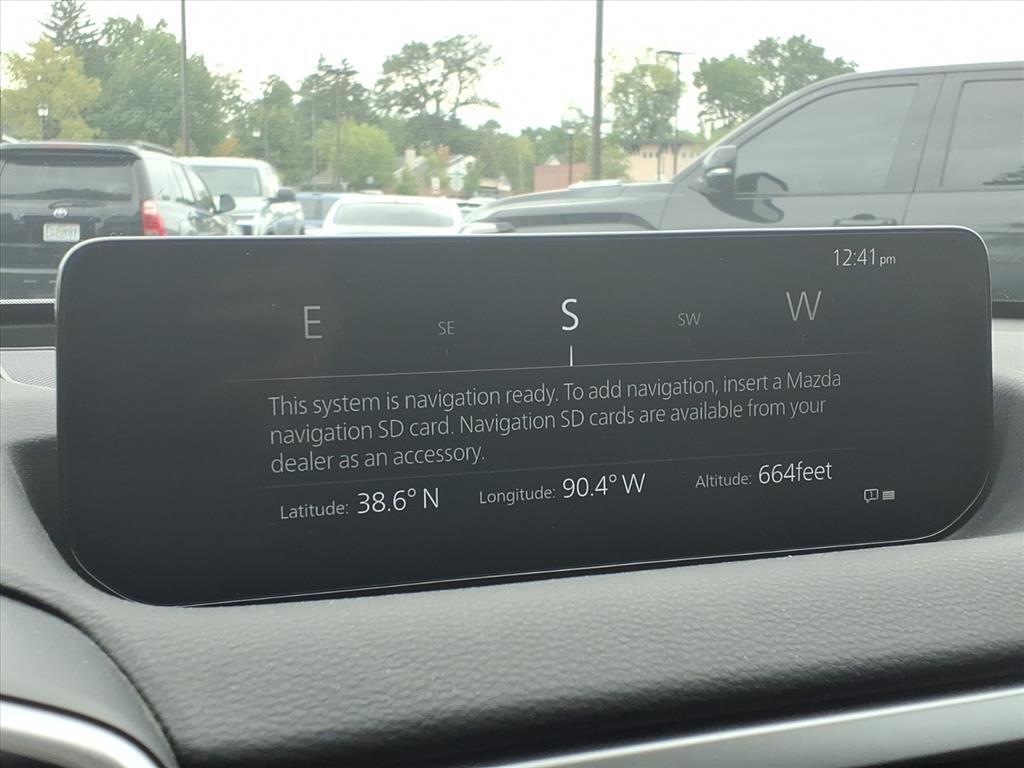 12:41 pm
E SE S SW W
This system is navigation ready. To add navigation, insert a Mazda
navigation SD card. Navigation SD cards are available from your
dealer as an accessory.
Latitude: 38.6° N Longitude: 90.4° W Altitude: 664feet